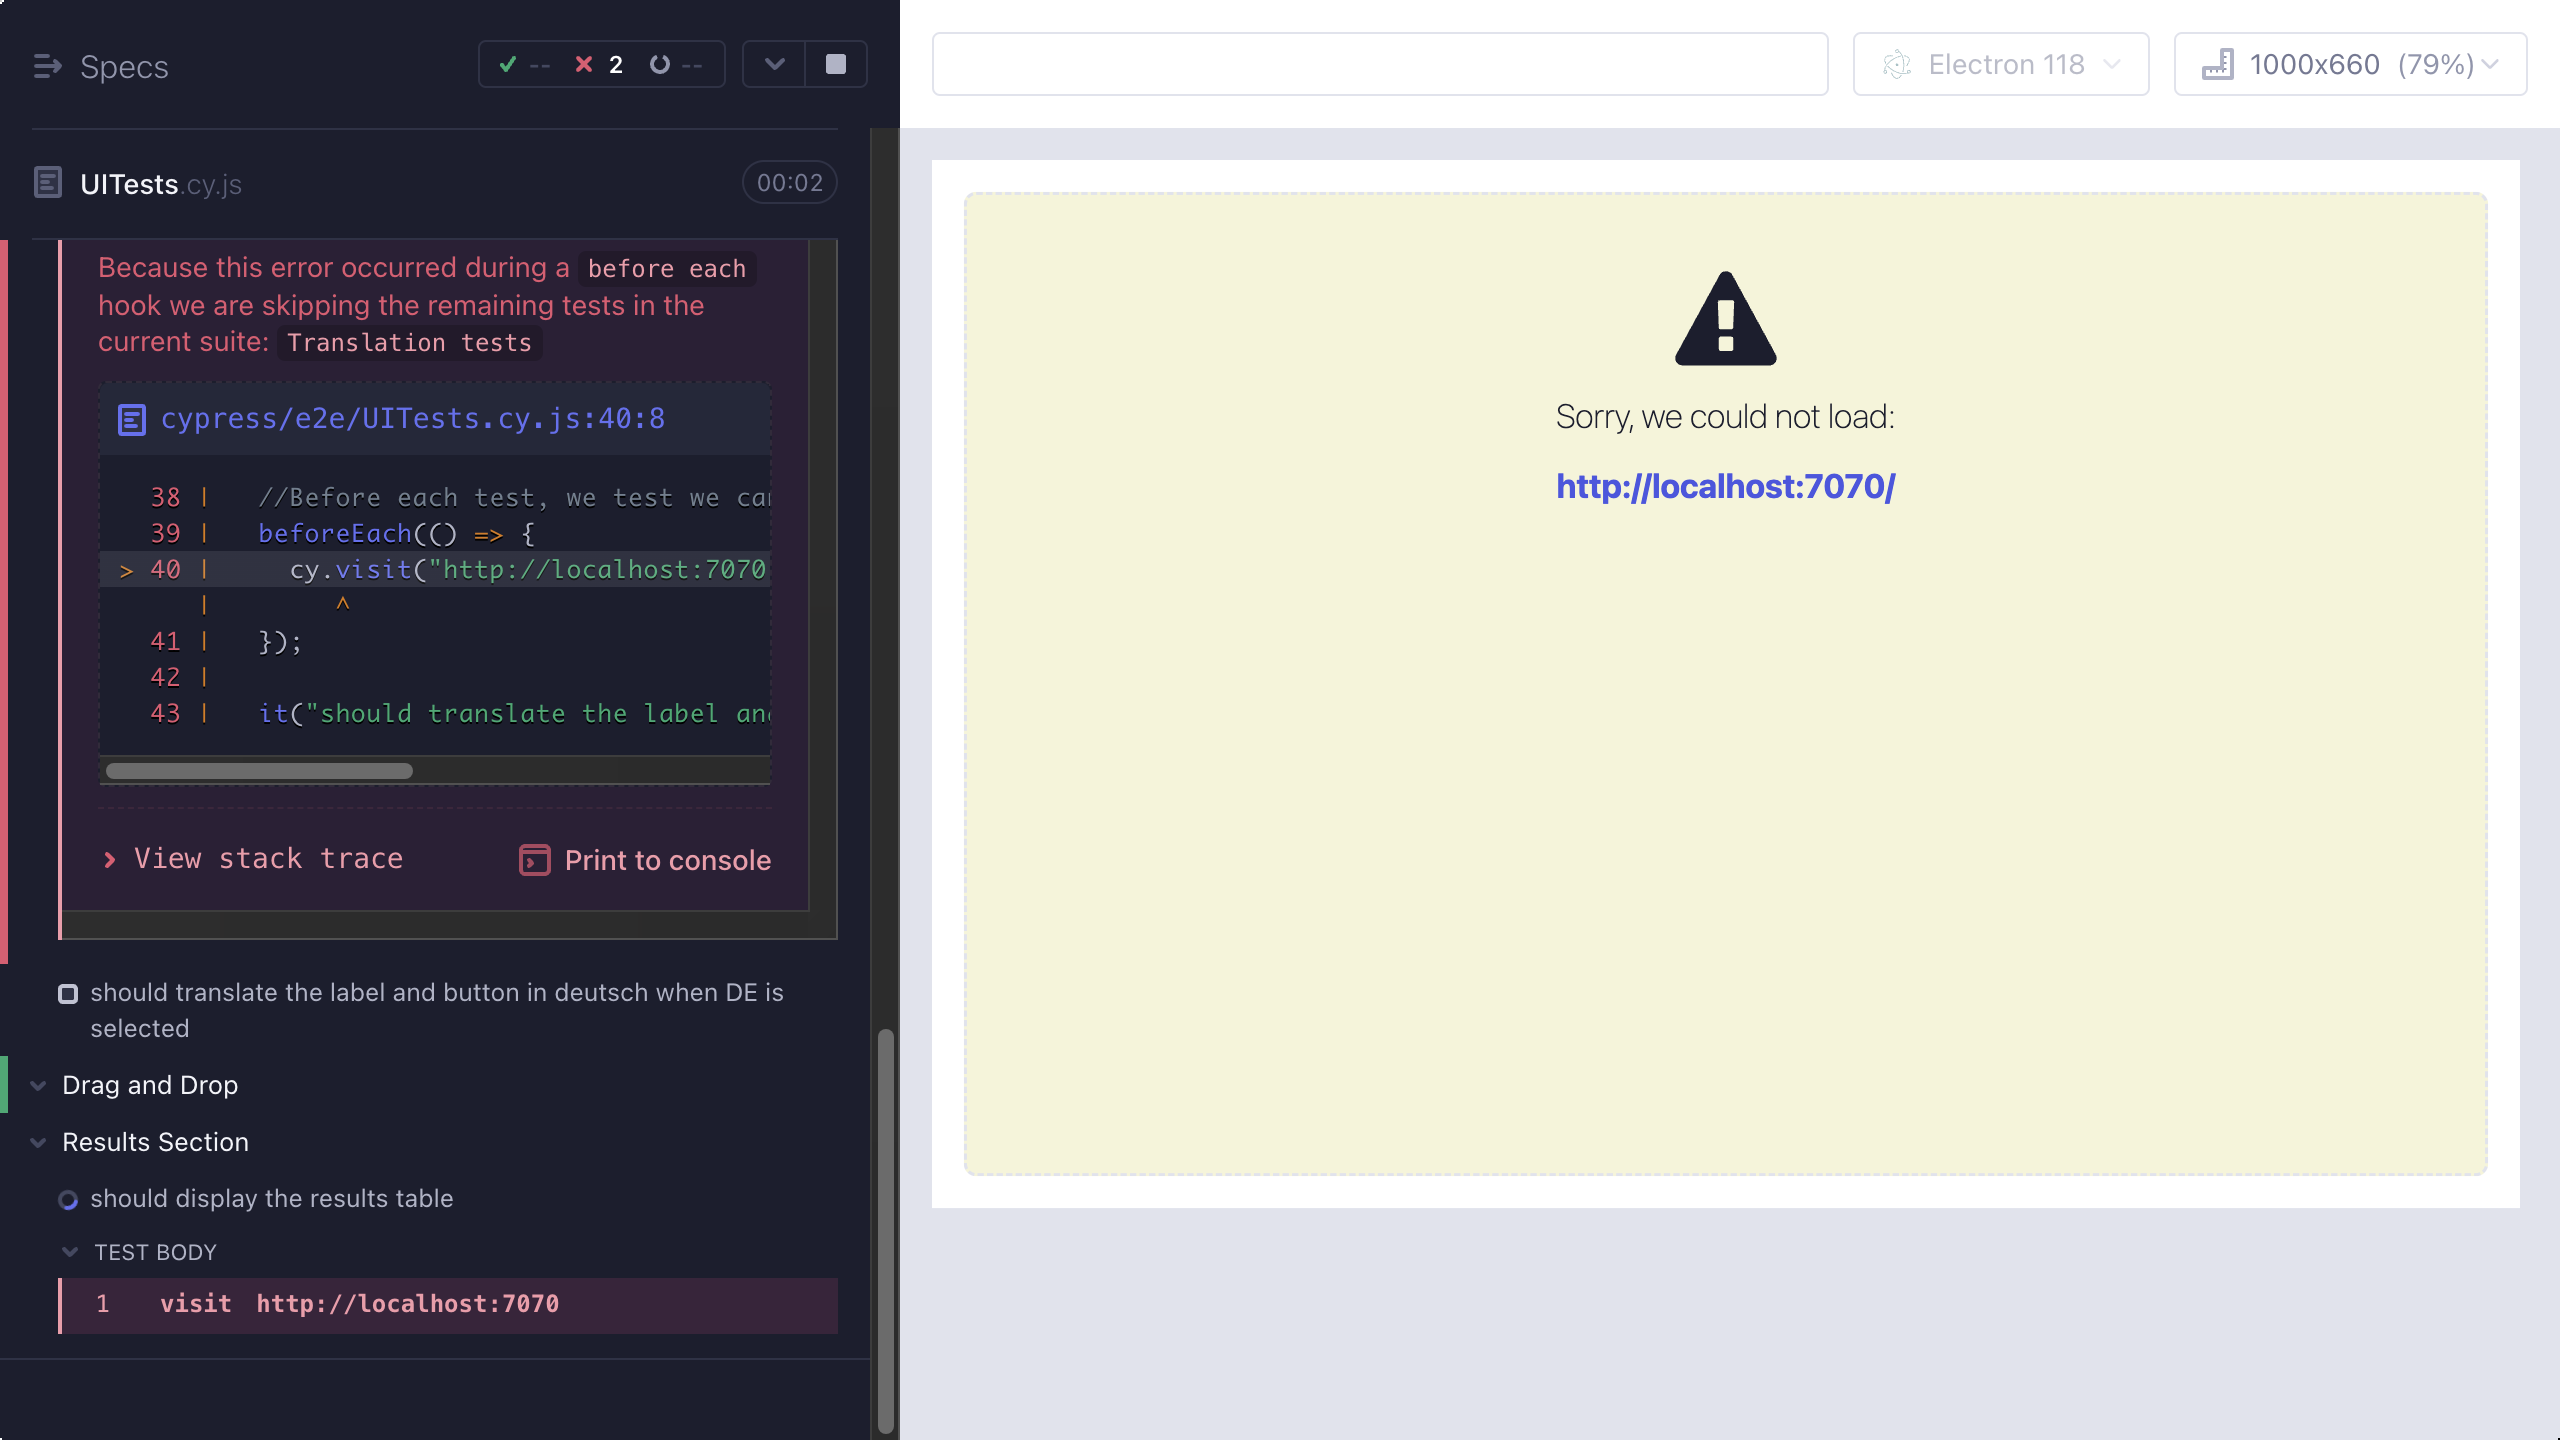 Specs
-- 2 --
Electron 118
1000x660 (79%)
UITests.cy.js
00:02
Because this error occurred during a before each
hook we are skipping the remaining tests in the
current suite: Translation tests
cypress/e2e/UITests.cy.js:40:8
38 | //Before each test, we test we
39 | beforeEach(() => {
> 40 | cy.visit("http://localhost:7070
| ^
41 | });
42 |
43 | it("should translate the label
View stack trace
Print to console
should translate the label and button in deutsch when DE is
selected
Drag and Drop
Results Section
should display the results table
TEST BODY
1 visit http://localhost:7070
Sorry, we could not load:
http://localhost:7070/